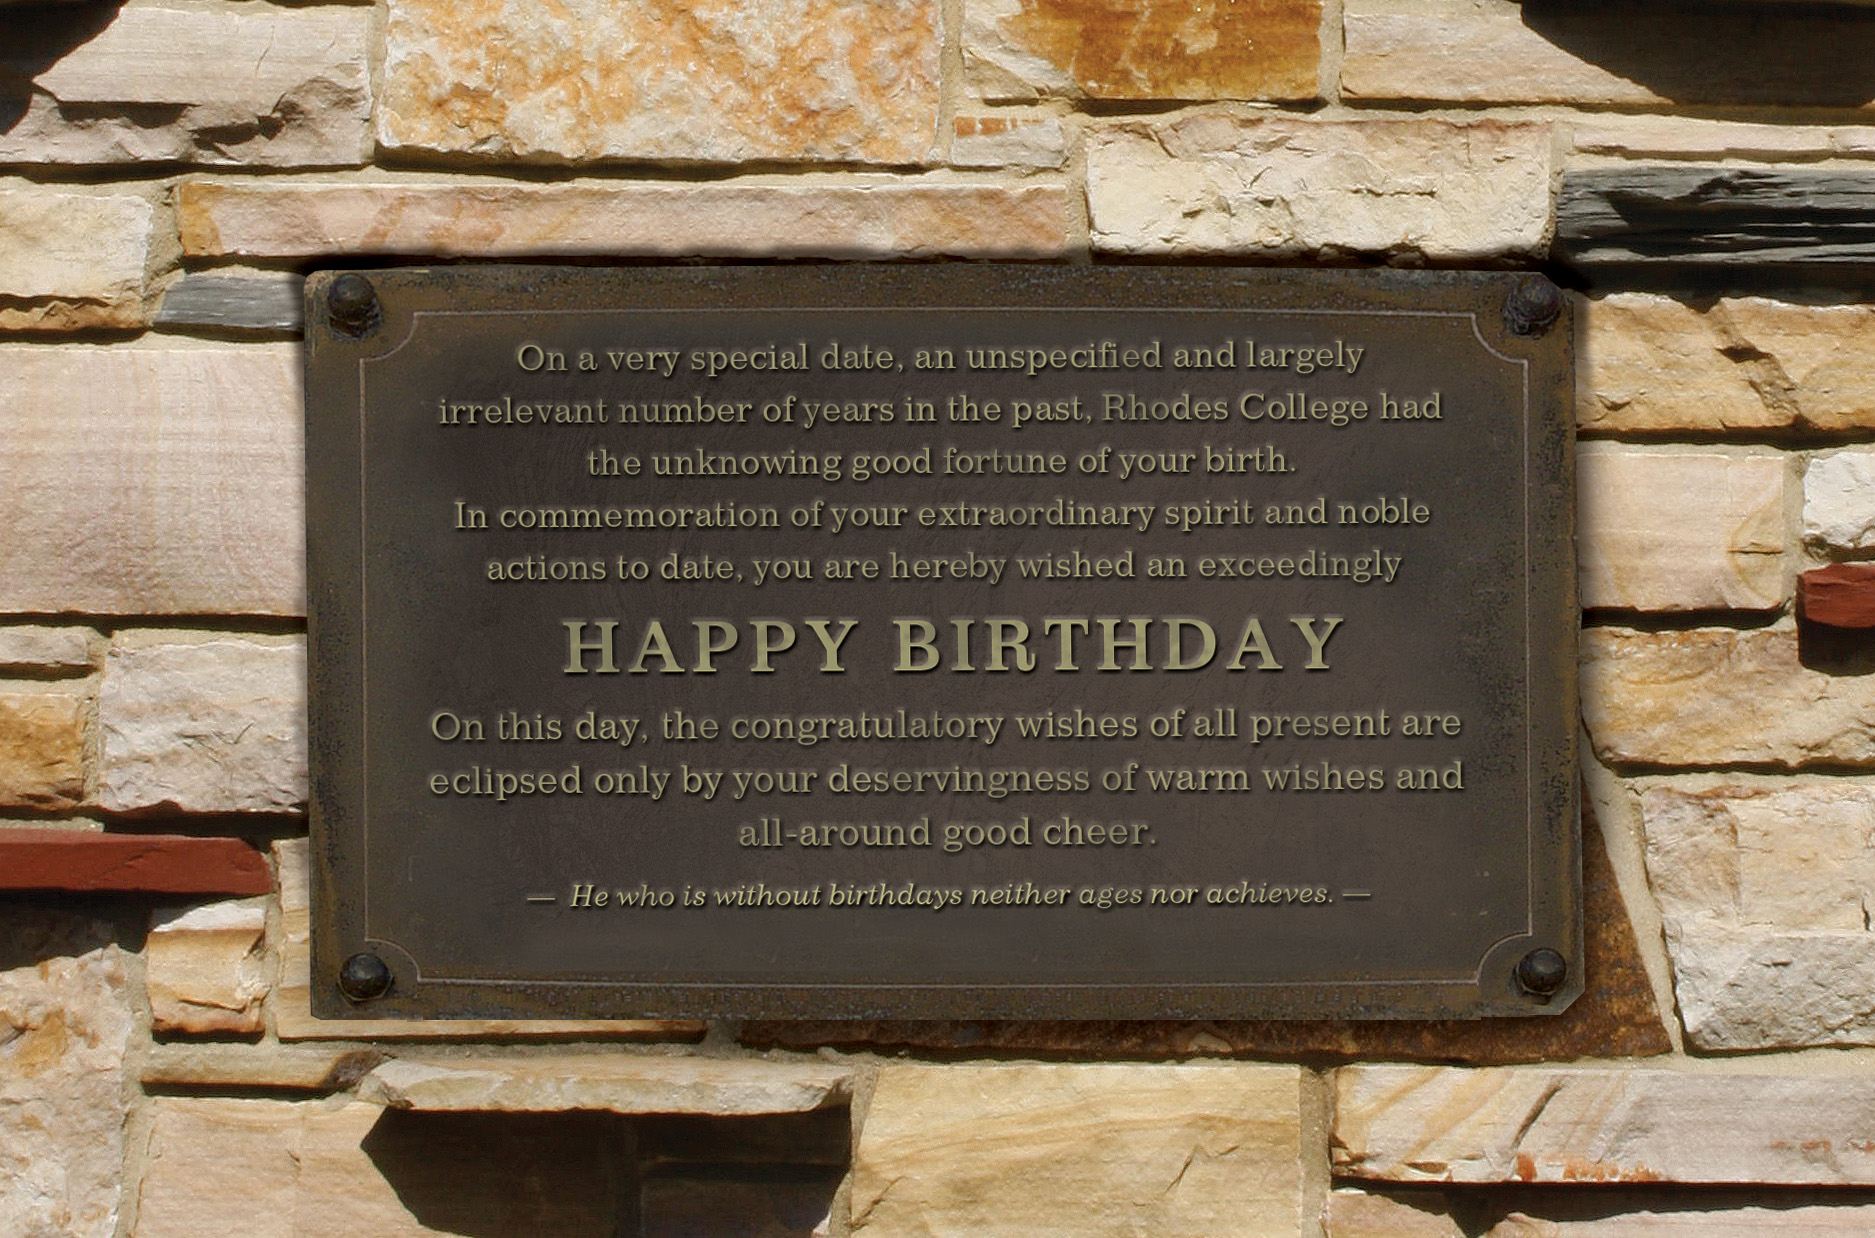 On a very special date, an unspecified and largely
irrelevant number of years in the past, Rhodes College had
the unknowing good fortune of your birth.
In commemoration of your extraordinary spirit and noble
actions to date, you are hereby wished an exceedingly
HAPPY BIRTHDAY
On this day, the congratulatory wishes of all present are
eclipsed only by your deservingness of warm wishes and
all-around good cheer.
— He who is without birthdays neither ages nor achieves. —